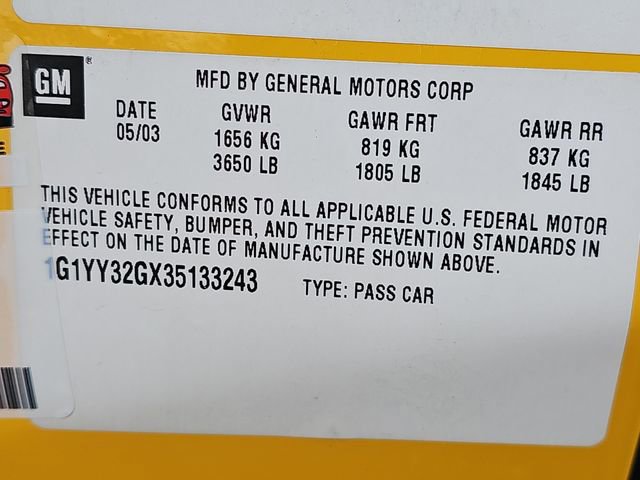 GM ®
MFD BY GENERAL MOTORS CORP
DATE GVWR GAWR FRT GAWR RR
05/03 1656 KG 819 KG 837 KG
3650 LB 1805 LB 1845 LB
THIS VEHICLE CONFORMS TO ALL APPLICABLE U.S. FEDERAL MOTOR
VEHICLE SAFETY, BUMPER, AND THEFT PREVENTION STANDARDS IN
EFFECT ON THE DATE OF MANUFACTURE SHOWN ABOVE.
1G1YY32GX35133243 TYPE: PASS CAR